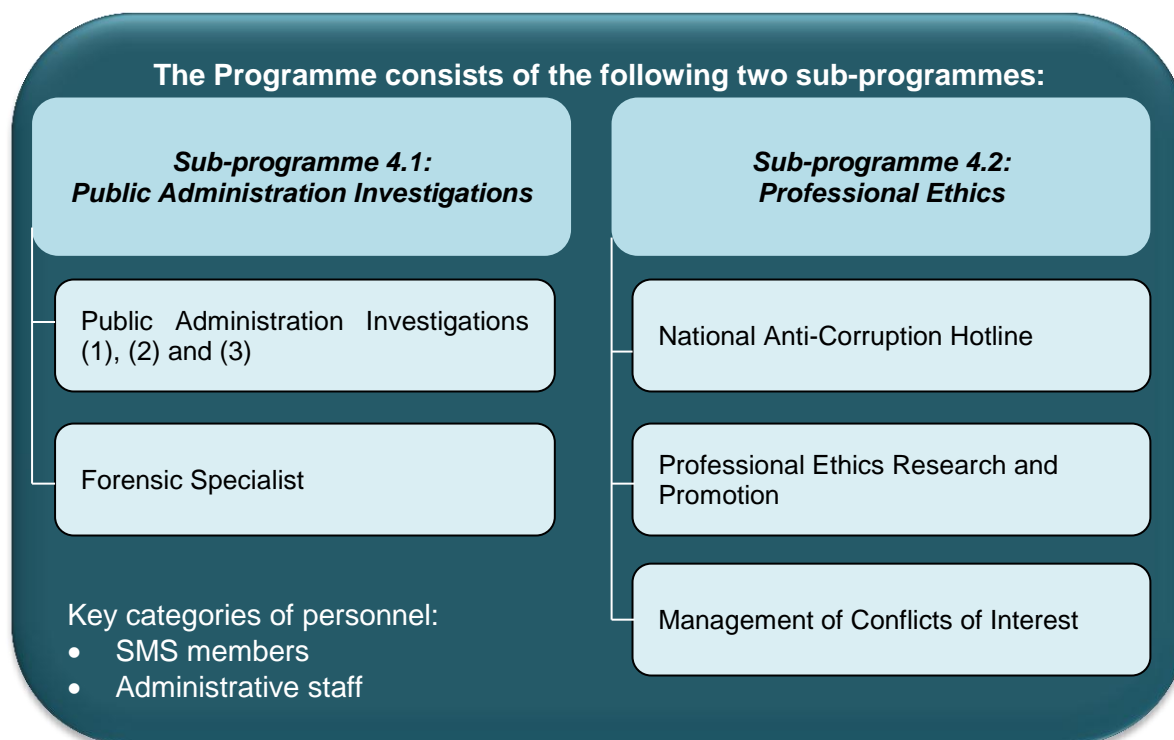 The Programme consists of the following two sub-programmes:
Sub-programme 4.1:
Public Administration Investigations
Public Administration Investigations
(1), (2) and (3)
Forensic Specialist
Key categories of personnel:
• SMS members
• Administrative staff
Sub-programme 4.2:
Professional Ethics
National Anti-Corruption Hotline
Professional Ethics Research and
Promotion
Management of Conflicts of Interest